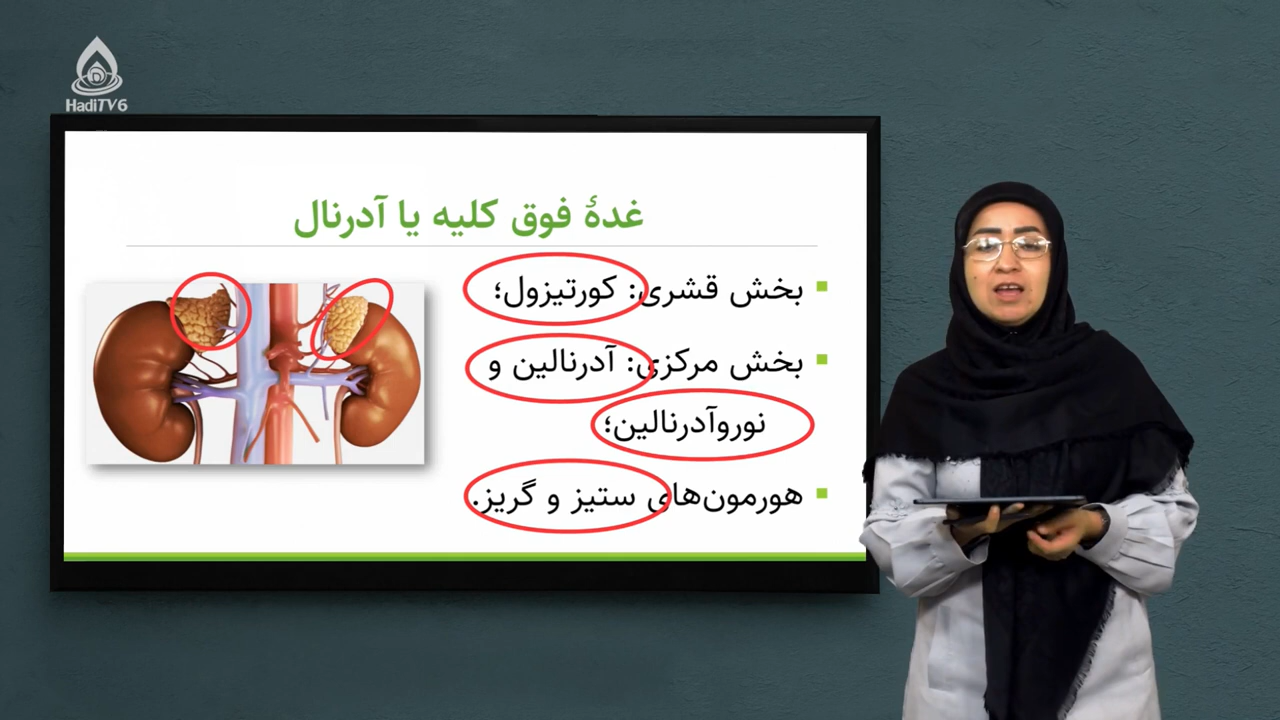 HadiTV6
غدهٔ فوق کلیه یا آدرنال
بخش قشری: کورتیزول؛
بخش مرکزی: آدرنالین و
نوروآدرنالین؛
هورمون‌های ستیز و گریز.